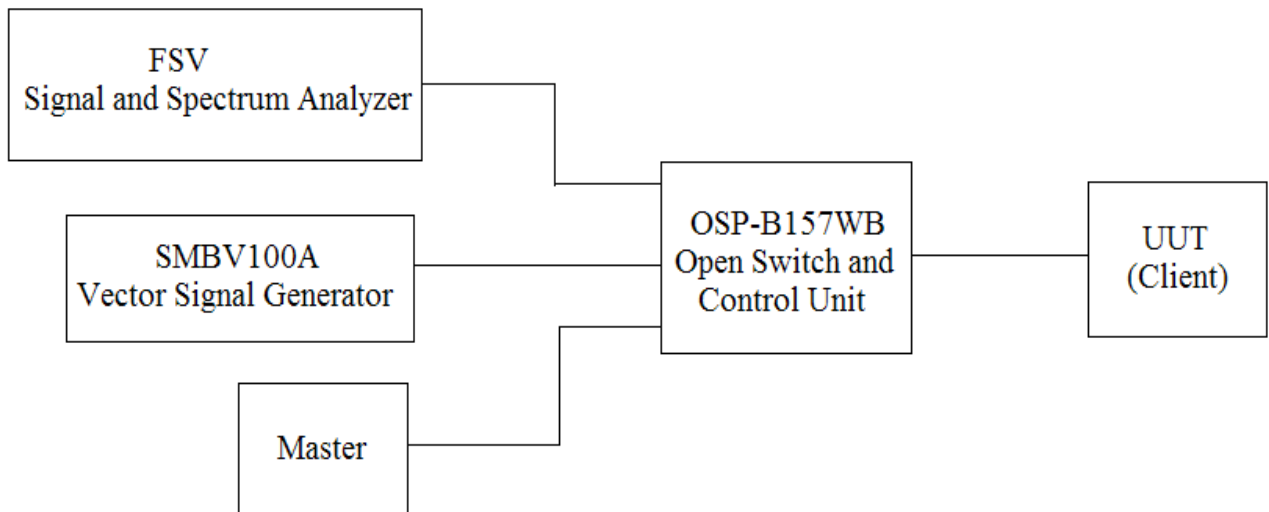 FSV
Signal and Spectrum Analyzer
SMBV100A
Vector Signal Generator
Master
OSP-B157WB
Open Switch and
Control Unit
UUT
(Client)